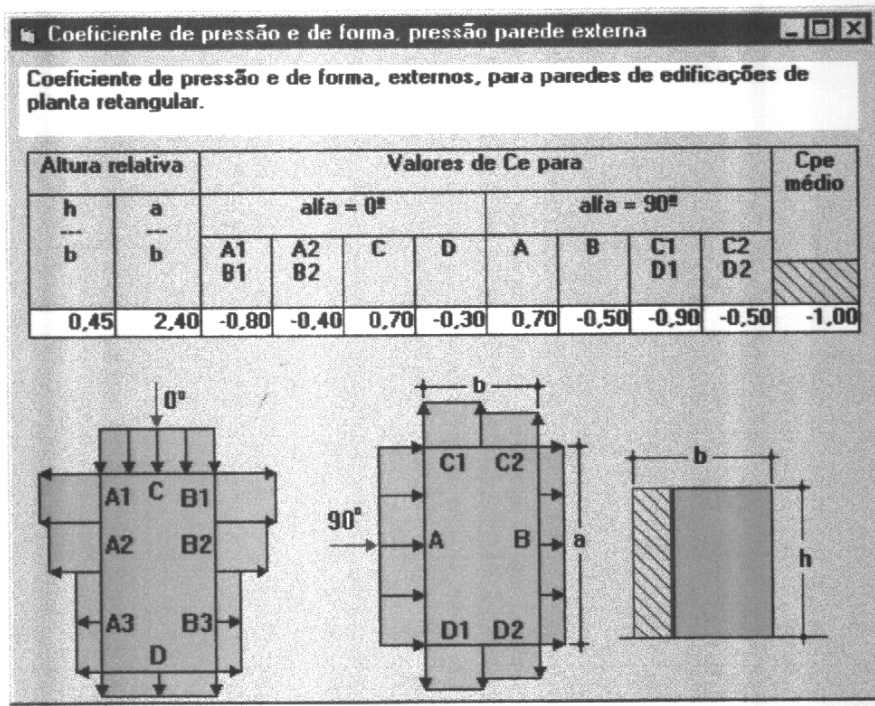 Coeficiente de pressão e de forma, pressão parede externa
Coeficiente de pressão e de forma, externos, para paredes de edificações de
planta retangular.
Altura relativa Valores de Ce para Cpe médio
alfa = 0º alfa = 90º
h --- b a --- b A1 B1 A2 B2 C D A B C1 D1 C2 D2
0,45 2,40 -0,80 -0,40 0,70 -0,30 0,70 -0,50 -0,90 -0,50 -1,00
0º
A1 C B1
A2 B2
A3 B3
D
b
C1 C2
90º
A B a
D1 D2
b
h